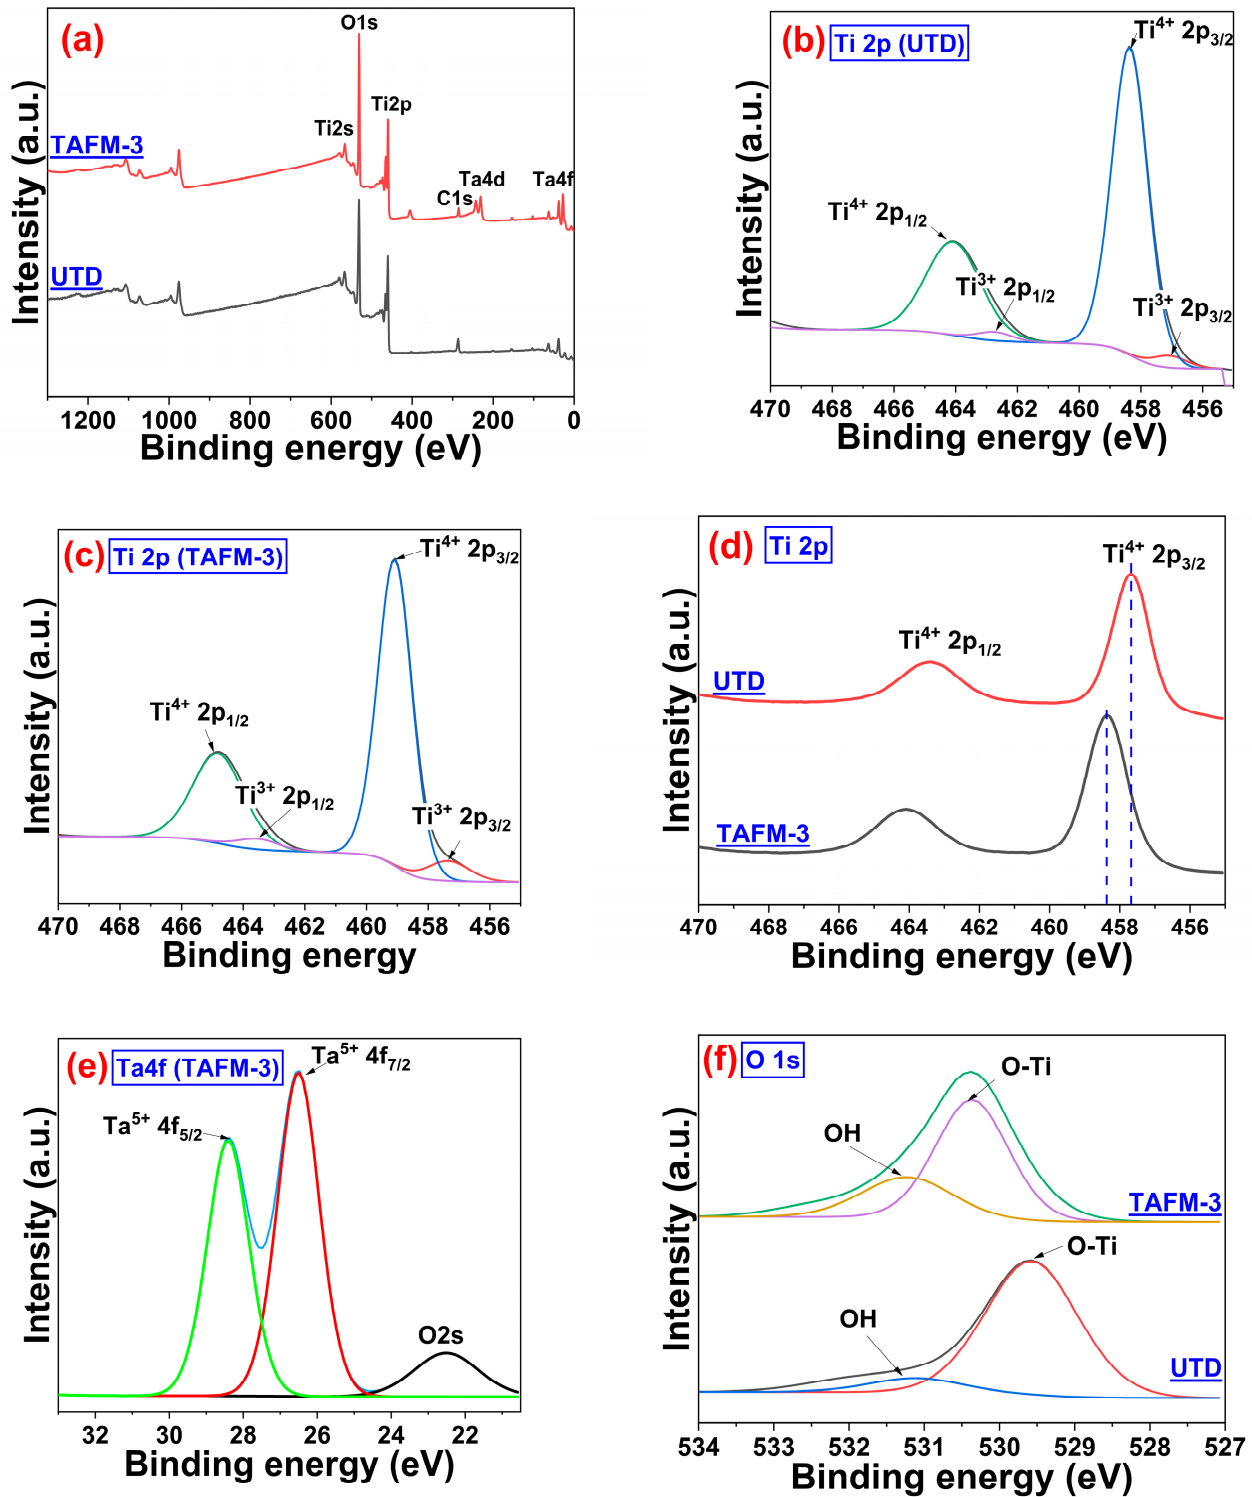 (a)
O1s
Ti2p
Ti2s
TAFM-3
Ta4d
Ta4f
C1s
UTD
Intensity (a.u.)
1200 1000 800 600 400 200 0
Binding energy (eV)
(b) Ti 2p (UTD)
Ti4+ 2p3/2
Ti4+ 2p1/2
Ti3+ 2p1/2
Ti3+ 2p3/2
Intensity (a.u.)
470 468 466 464 462 460 458 456
Binding energy (eV)
(c) Ti 2p (TAFM-3)
Ti4+ 2p3/2
Ti4+ 2p1/2
Ti3+ 2p1/2
Ti3+ 2p3/2
Intensity (a.u.)
470 468 466 464 462 460 458 456
Binding energy
(d) Ti 2p
Ti4+ 2p3/2
Ti4+ 2p1/2
UTD
TAFM-3
Intensity (a.u.)
470 468 466 464 462 460 458 456
Binding energy (eV)
(e) Ta4f (TAFM-3)
Ta5+ 4f7/2
Ta5+ 4f5/2
O2s
Intensity (a.u.)
32 30 28 26 24 22
Binding energy (eV)
(f) O 1s
O-Ti
OH
TAFM-3
O-Ti
OH
UTD
Intensity (a.u.)
534 533 532 531 530 529 528 527
Binding energy (eV)